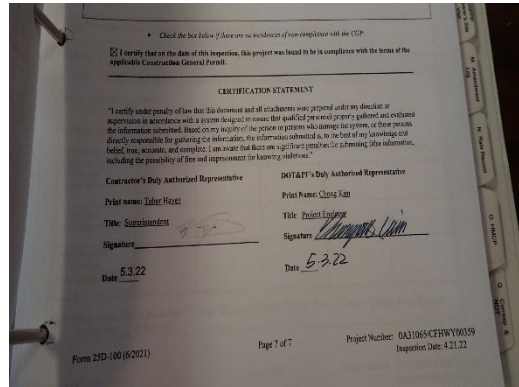 • Check the box below if there are no incidences of non-compliance with the CGP.
☒ I certify that on the date of this inspection, this project was found to be in compliance with the terms of the
applicable Construction General Permit.
CERTIFICATION STATEMENT
"I certify under penalty of law that this document and all attachments were prepared under my direction or
supervision in accordance with a system designed to assure that qualified personnel properly gathered and evaluated
the information submitted. Based on my inquiry of the person or persons who manage the system, or those persons
directly responsible for gathering the information, the information submitted is, to the best of my knowledge and
belief, true, accurate, and complete. I am aware that there are significant penalties for submitting false information,
including the possibility of fine and imprisonment for knowing violations."
Contractor's Duly Authorized Representative
Print name: Taber Hayes
Title: Superintendent
Signature
Date 5.3.22
DOT&PF's Duly Authorized Representative
Print Name: Chong Kim
Title Project Engineer
Signature
Date 5.3.22
Form 25D-100 (6/2021)
Page 7 of 7
Project Number: 0A31065/CFHWY00359
Inspection Date: 4.21.22
M. Amendment
Log
N. Rain Record
O. HMCP